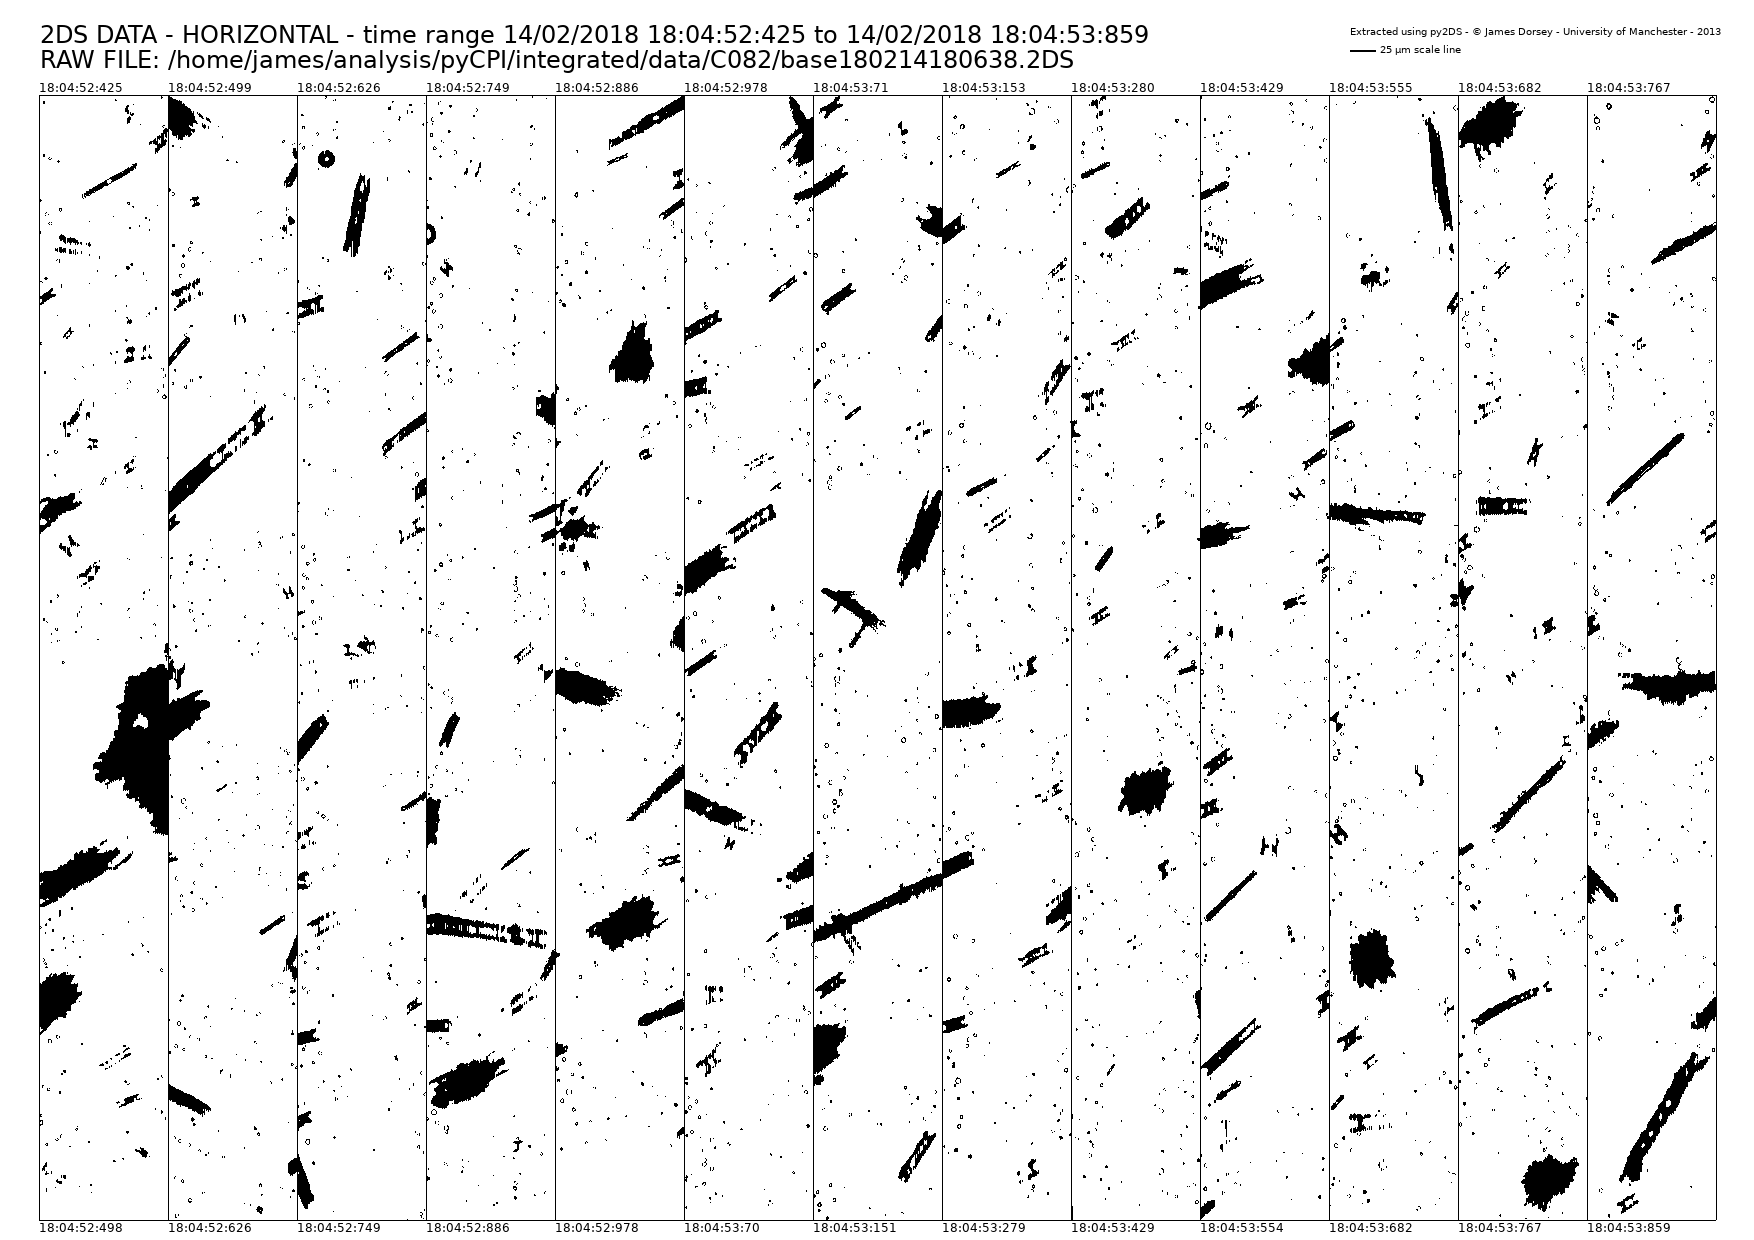 2DS DATA - HORIZONTAL - time range 14/02/2018 18:04:52:425 to 14/02/2018 18:04:53:859
RAW FILE: /home/james/analysis/pyCPI/integrated/data/C082/base180214180638.2DS
Extracted using py2DS - © James Dorsey - University of Manchester - 2013
25 µm scale line
18:04:52:425 18:04:52:499 18:04:52:626 18:04:52:749 18:04:52:886 18:04:52:978 18:04:53:71 18:04:53:153 18:04:53:280 18:04:53:429 18:04:53:555 18:04:53:682 18:04:53:767
18:04:52:498 18:04:52:626 18:04:52:749 18:04:52:886 18:04:52:978 18:04:53:70 18:04:53:151 18:04:53:279 18:04:53:429 18:04:53:554 18:04:53:682 18:04:53:767 18:04:53:859